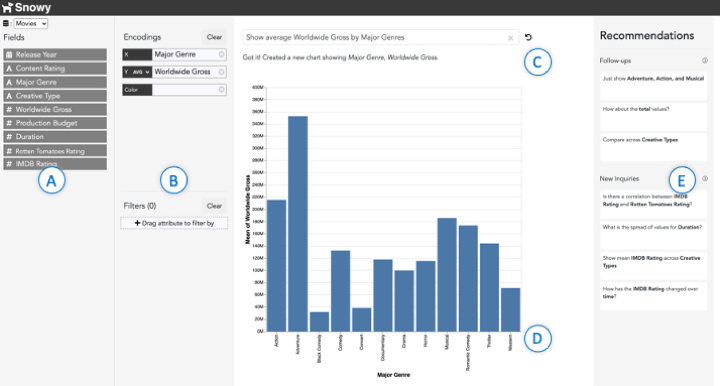 Snowy
: Movies
Fields
Release Year
A Content Rating
A Major Genre
A Creative Type
# Worldwide Gross
# Production Budget
# Duration
# Rotten Tomatoes Rating
# IMDB Rating
A
Encodings
Clear
X Major Genre
Y AVG Worldwide Gross
Color
B
Filters (0)
Clear
+ Drag attribute to filter by
Show average Worldwide Gross by Major Genres
Got it! Created a new chart showing Major Genre, Worldwide Gross.
C
Mean of Worldwide Gross
400M
380M
360M
340M
320M
300M
280M
260M
240M
220M
200M
180M
160M
140M
120M
100M
80M
60M
40M
20M
0M
Action
Adventure
Black Comedy
Comedy
Concert
Documentary
Drama
Horror
Musical
Romantic Comedy
Thriller
Western
Major Genre
D
Recommendations
Follow-ups
Just show Adventure, Action, and Musical
How about the total values?
Compare across Creative Types
New Inquiries
E
Is there a correlation between IMDB
Rating and Rotten Tomatoes Rating?
What is the spread of values for Duration?
Show mean IMDB Rating across Creative
Types
How has the IMDB Rating changed over
time?